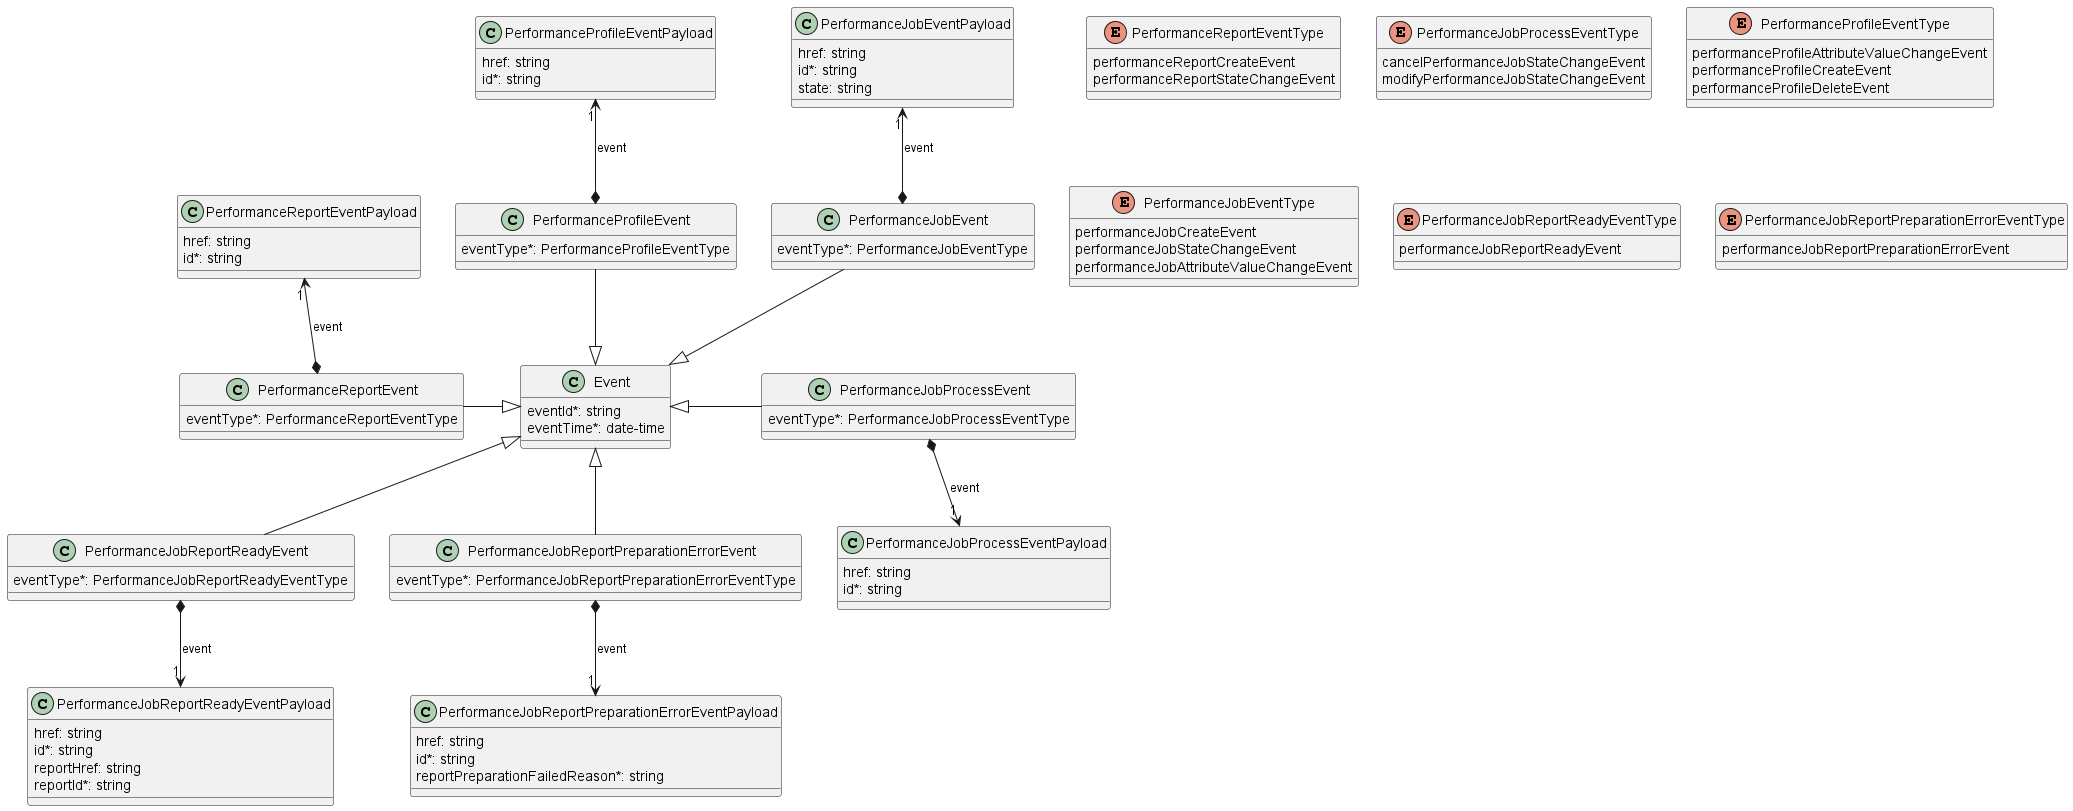 C PerformanceProfileEventPayload
href: string
id*: string
C PerformanceJobEventPayload
href: string
id*: string
state: string
E PerformanceReportEventType
performanceReportCreateEvent
performanceReportStateChangeEvent
E PerformanceJobProcessEventType
cancelPerformanceJobStateChangeEvent
modifyPerformanceJobStateChangeEvent
E PerformanceProfileEventType
performanceProfileAttributeValueChangeEvent
performanceProfileCreateEvent
performanceProfileDeleteEvent
1
event
1
event
C PerformanceReportEventPayload
href: string
id*: string
C PerformanceProfileEvent
eventType*: PerformanceProfileEventType
C PerformanceJobEvent
eventType*: PerformanceJobEventType
E PerformanceJobEventType
performanceJobCreateEvent
performanceJobStateChangeEvent
performanceJobAttributeValueChangeEvent
E PerformanceJobReportReadyEventType
performanceJobReportReadyEvent
E PerformanceJobReportPreparationErrorEventType
performanceJobReportPreparationErrorEvent
1
event
C PerformanceReportEvent
eventType*: PerformanceReportEventType
C Event
eventId*: string
eventTime*: date-time
C PerformanceJobProcessEvent
eventType*: PerformanceJobProcessEventType
event
1
C PerformanceJobReportReadyEvent
eventType*: PerformanceJobReportReadyEventType
C PerformanceJobReportPreparationErrorEvent
eventType*: PerformanceJobReportPreparationErrorEventType
C PerformanceJobProcessEventPayload
href: string
id*: string
event
1
event
1
C PerformanceJobReportReadyEventPayload
href: string
id*: string
reportHref: string
reportId*: string
C PerformanceJobReportPreparationErrorEventPayload
href: string
id*: string
reportPreparationFailedReason*: string